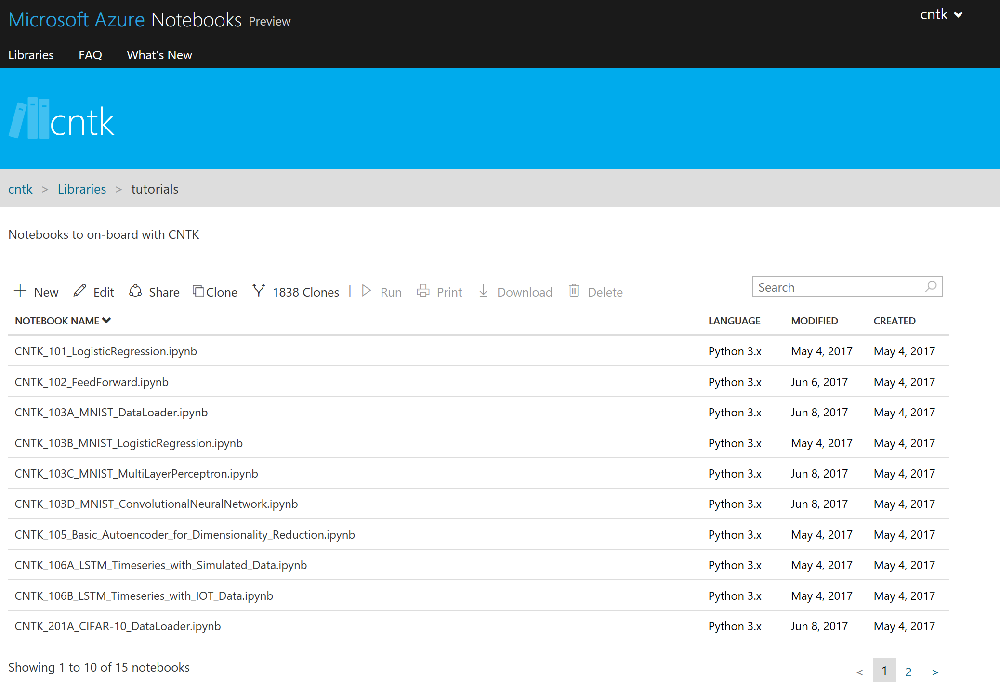 Microsoft Azure Notebooks Preview
cntk
Libraries FAQ What's New
cntk
cntk > Libraries > tutorials
Notebooks to on-board with CNTK
New Edit Share Clone 1838 Clones | Run Print Download Delete Search
NOTEBOOK NAME LANGUAGE MODIFIED CREATED
CNTK_101_LogisticRegression.ipynb Python 3.x May 4, 2017 May 4, 2017
CNTK_102_FeedForward.ipynb Python 3.x Jun 6, 2017 May 4, 2017
CNTK_103A_MNIST_DataLoader.ipynb Python 3.x Jun 8, 2017 May 4, 2017
CNTK_103B_MNIST_LogisticRegression.ipynb Python 3.x May 4, 2017 May 4, 2017
CNTK_103C_MNIST_MultiLayerPerceptron.ipynb Python 3.x Jun 8, 2017 May 4, 2017
CNTK_103D_MNIST_ConvolutionalNeuralNetwork.ipynb Python 3.x Jun 8, 2017 May 4, 2017
CNTK_105_Basic_Autoencoder_for_Dimensionality_Reduction.ipynb Python 3.x May 4, 2017 May 4, 2017
CNTK_106A_LSTM_Timeseries_with_Simulated_Data.ipynb Python 3.x May 4, 2017 May 4, 2017
CNTK_106B_LSTM_Timeseries_with_IOT_Data.ipynb Python 3.x May 4, 2017 May 4, 2017
CNTK_201A_CIFAR-10_DataLoader.ipynb Python 3.x Jun 8, 2017 May 4, 2017
Showing 1 to 10 of 15 notebooks < 1 2 >